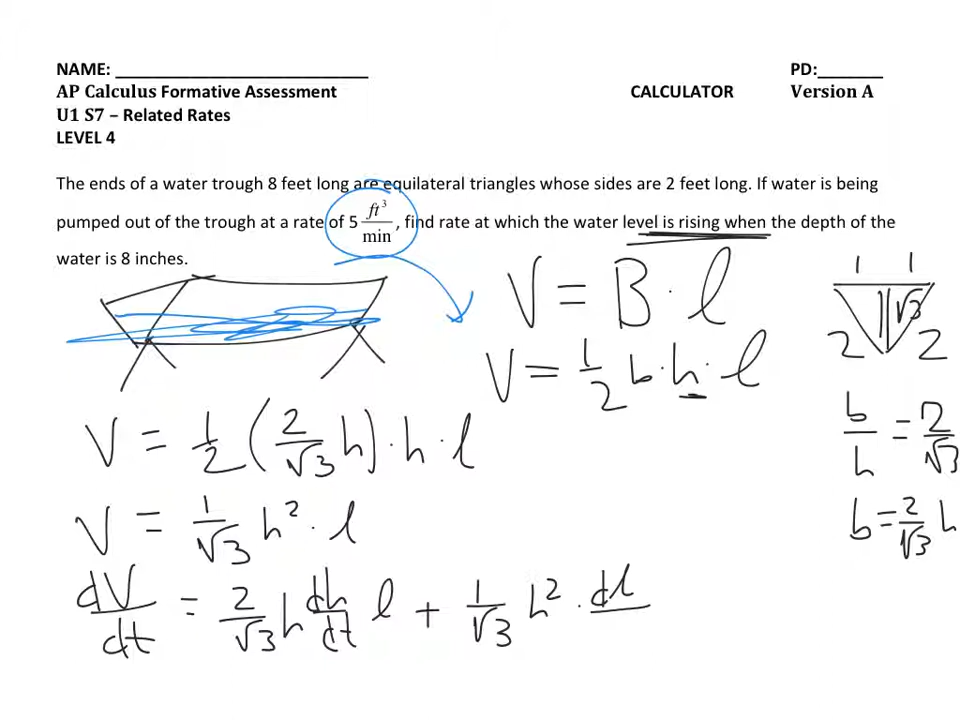 NAME: ____________________________ PD:_______
AP Calculus Formative Assessment CALCULATOR Version A
U1 S7 – Related Rates
LEVEL 4
The ends of a water trough 8 feet long are equilateral triangles whose sides are 2 feet long. If water is being
pumped out of the trough at a rate of 5 ft³/min, find rate at which the water level is rising when the depth of the
water is 8 inches.
V = B · l
V = 1/2 b · h · l
1 1
√3
2 2
b/h = 2/√3
b = 2/√3 h
V = 1/2 (2/√3 h) · h · l
V = 1/√3 h² · l
dV/dt = 2/√3 h dh/dt l + 1/√3 h² · dl